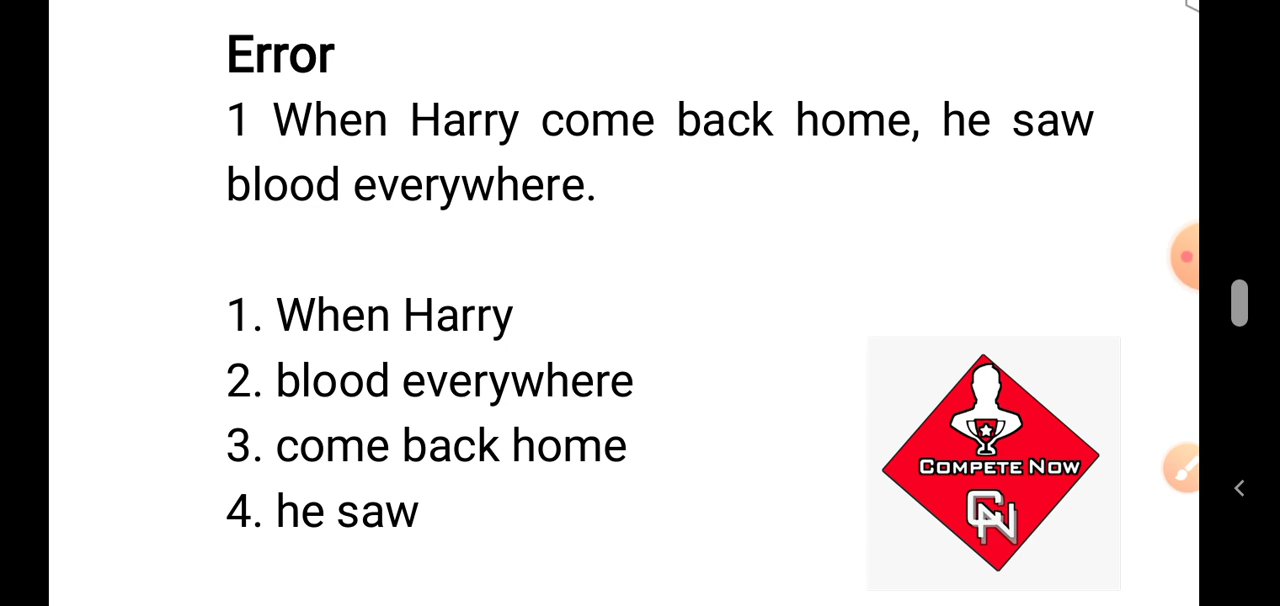 Error
1 When Harry come back home, he saw
blood everywhere.
1. When Harry
2. blood everywhere
3. come back home
4. he saw
COMPETE NOW
CN